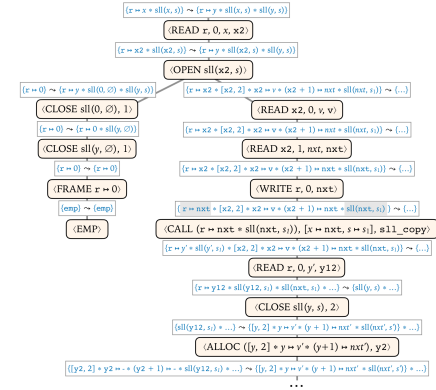 {r ↦ x * sll(x, s)} ⤳ {r ↦ y * sll(x, s) * sll(y, s)}
⟨READ r, 0, x, x2⟩
{r ↦ x2 * sll(x2, s)} ⤳ {r ↦ y * sll(x2, s) * sll(y, s)}
⟨OPEN sll(x2, s)⟩
{r ↦ 0} ⤳ {r ↦ y * sll(0, ∅) * sll(y, s)}
{r ↦ x2 * [x2, 2] * x2 ↦ v * (x2 + 1) ↦ nxt * sll(nxt, s₁)} ⤳ {...}
⟨CLOSE sll(0, ∅), 1⟩
⟨READ x2, 0, v, v⟩
{r ↦ 0} ⤳ {r ↦ 0 * sll(y, ∅)}
{r ↦ x2 * [x2, 2] * x2 ↦ v * (x2 + 1) ↦ nxt * sll(nxt, s₁)} ⤳ {...}
⟨CLOSE sll(y, ∅), 1⟩
⟨READ x2, 1, nxt, nxt⟩
{r ↦ 0} ⤳ {r ↦ 0}
{r ↦ x2 * [x2, 2] * x2 ↦ v * (x2 + 1) ↦ nxt * sll(nxt, s₁)} ⤳ {...}
⟨FRAME r ↦ 0⟩
⟨WRITE r, 0, nxt⟩
{emp} ⤳ {emp}
{r ↦ nxt * [x2, 2] * x2 ↦ v * (x2 + 1) ↦ nxt * sll(nxt, s₁)} ⤳ {...}
⟨EMP⟩
⟨CALL (r ↦ nxt * sll(nxt, s₁)), [x ↦ nxt, s ↦ s₁], sll_copy⟩
{r ↦ y' * sll(y', s₁) * [x2, 2] * x2 ↦ v * (x2 + 1) ↦ nxt * sll(nxt, s₁)} ⤳ {...}
⟨READ r, 0, y', y12⟩
{r ↦ y12 * sll(y12, s₁) * sll(nxt, s₁) * ...} ⤳ {sll(y, s) * ...}
⟨CLOSE sll(y, s), 2⟩
{sll(y12, s₁) * ...} ⤳ {[y, 2] * y ↦ v' * (y + 1) ↦ nxt' * sll(nxt', s') * ...}
⟨ALLOC ([y, 2] * y ↦ v' * (y+1) ↦ nxt'), y2⟩
{[y2, 2] * y2 ↦ - * (y2 + 1) ↦ - * sll(y12, s₁) * ...} ⤳ {[y, 2] * y ↦ v' * (y + 1) ↦ nxt' * sll(nxt', s') * ...}
...